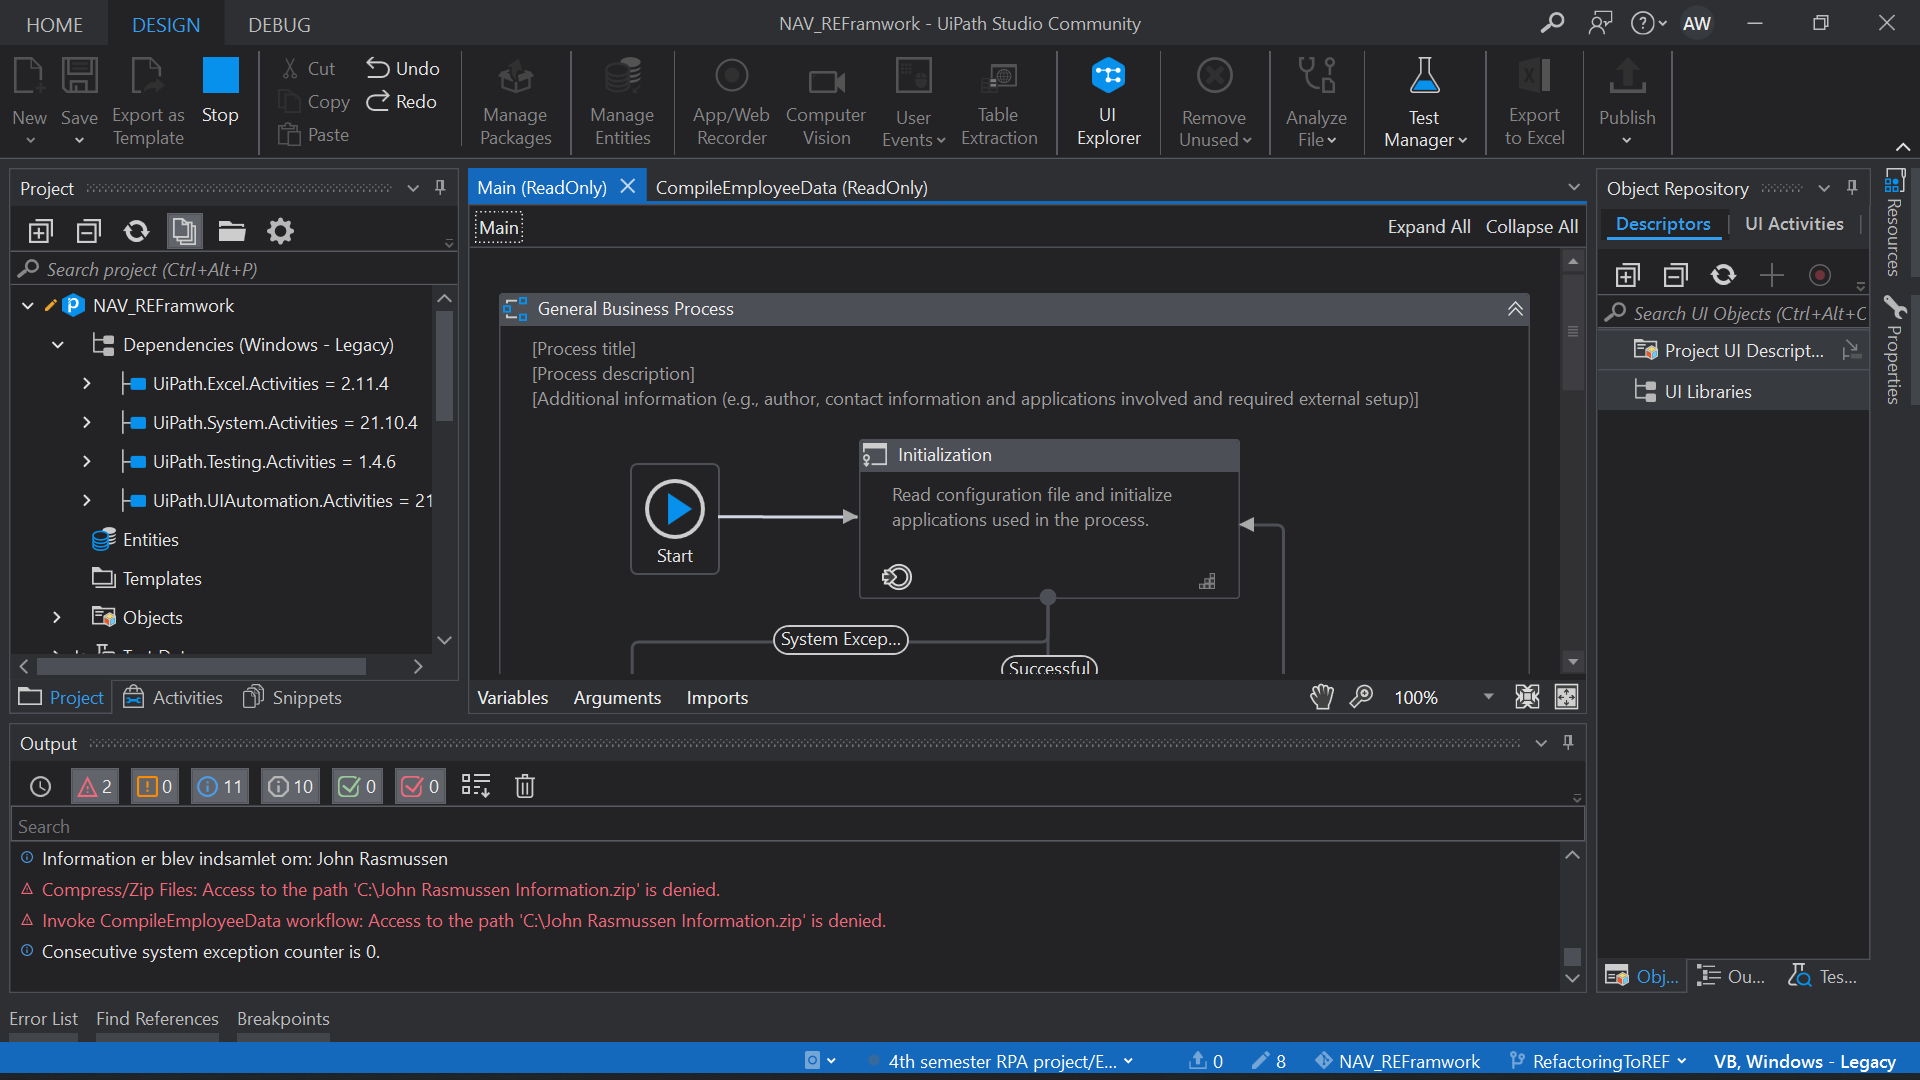 HOME
DESIGN
DEBUG
NAV_REFramwork - UiPath Studio Community
AW
New
Save
Export as
Template
Stop
Cut
Copy
Paste
Undo
Redo
Manage
Packages
Manage
Entities
App/Web
Recorder
Computer
Vision
User
Events
Table
Extraction
UI
Explorer
Remove
Unused
Analyze
File
Test
Manager
Export
to Excel
Publish
Project
Search project (Ctrl+Alt+P)
NAV_REFramwork
Dependencies (Windows - Legacy)
UiPath.Excel.Activities = 2.11.4
UiPath.System.Activities = 21.10.4
UiPath.Testing.Activities = 1.4.6
UiPath.UIAutomation.Activities = 21
Entities
Templates
Objects
Project
Activities
Snippets
Main (ReadOnly)
CompileEmployeeData (ReadOnly)
Main
Expand All
Collapse All
General Business Process
[Process title]
[Process description]
[Additional information (e.g., author, contact information and applications involved and required external setup)]
Start
Initialization
Read configuration file and initialize
applications used in the process.
System Excep...
Successful
Variables
Arguments
Imports
100%
Object Repository
Descriptors
UI Activities
Search UI Objects (Ctrl+Alt+C
Project UI Descript...
UI Libraries
Obj...
Ou...
Tes...
Resources
Properties
Output
2
0
11
10
0
0
Search
Information er blev indsamlet om: John Rasmussen
Compress/Zip Files: Access to the path 'C:\John Rasmussen Information.zip' is denied.
Invoke CompileEmployeeData workflow: Access to the path 'C:\John Rasmussen Information.zip' is denied.
Consecutive system exception counter is 0.
Error List
Find References
Breakpoints
4th semester RPA project/E...
0
8
NAV_REFramwork
RefactoringToREF
VB, Windows - Legacy